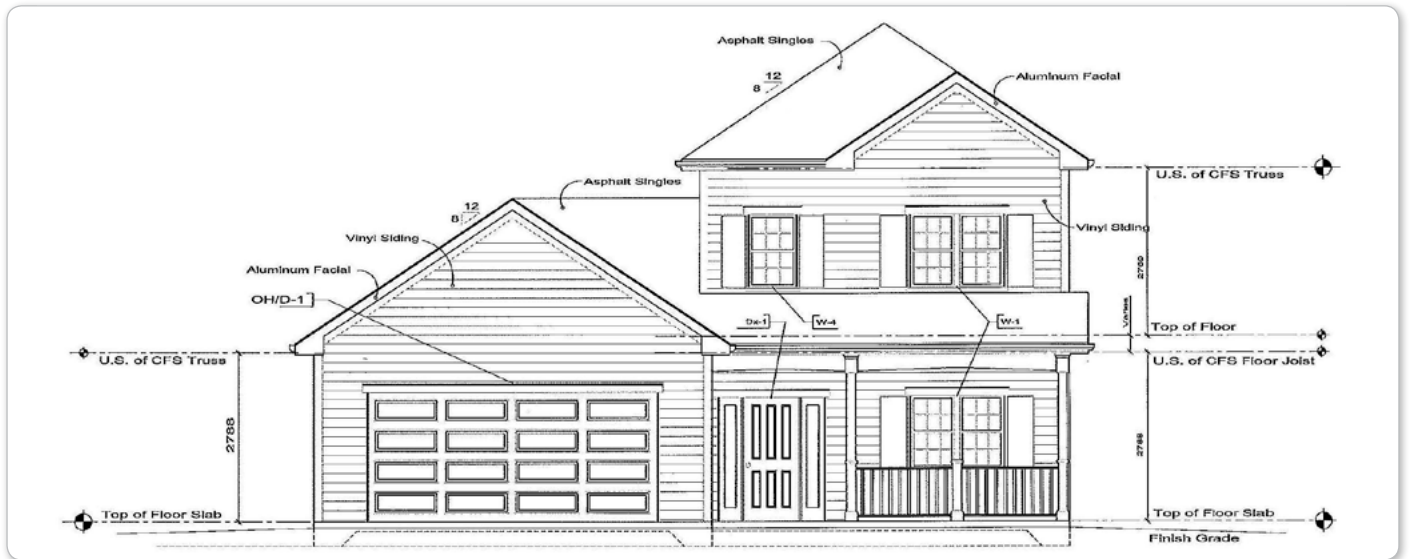 Asphalt Singles
12
8
Aluminum Facial
U.S. of CFS Truss
Asphalt Singles
12
8
Vinyl Siding
Vinyl Siding
Aluminum Facial
OH/D-1
Dx-1
W-4
W-1
Varies
Top of Floor
U.S. of CFS Truss
U.S. of CFS Floor Joist
2788
Top of Floor Slab
Top of Floor Slab
Finish Grade